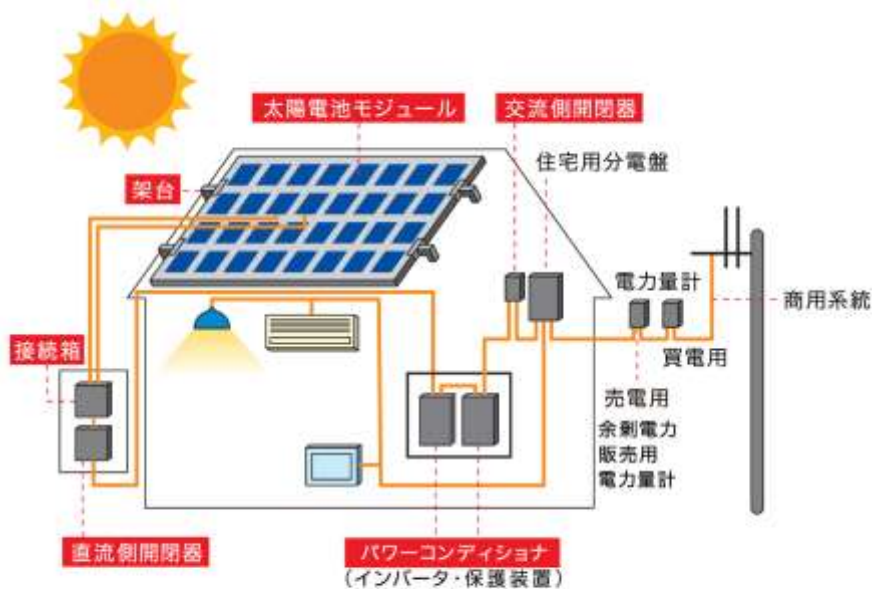 太陽電池モジュール
交流側開閉器
住宅用分電盤
架台
電力量計
商用系統
接続箱
買電用
売電用
余剰電力
販売用
電力量計
直流側開閉器
パワーコンディショナ
(インバータ・保護装置)